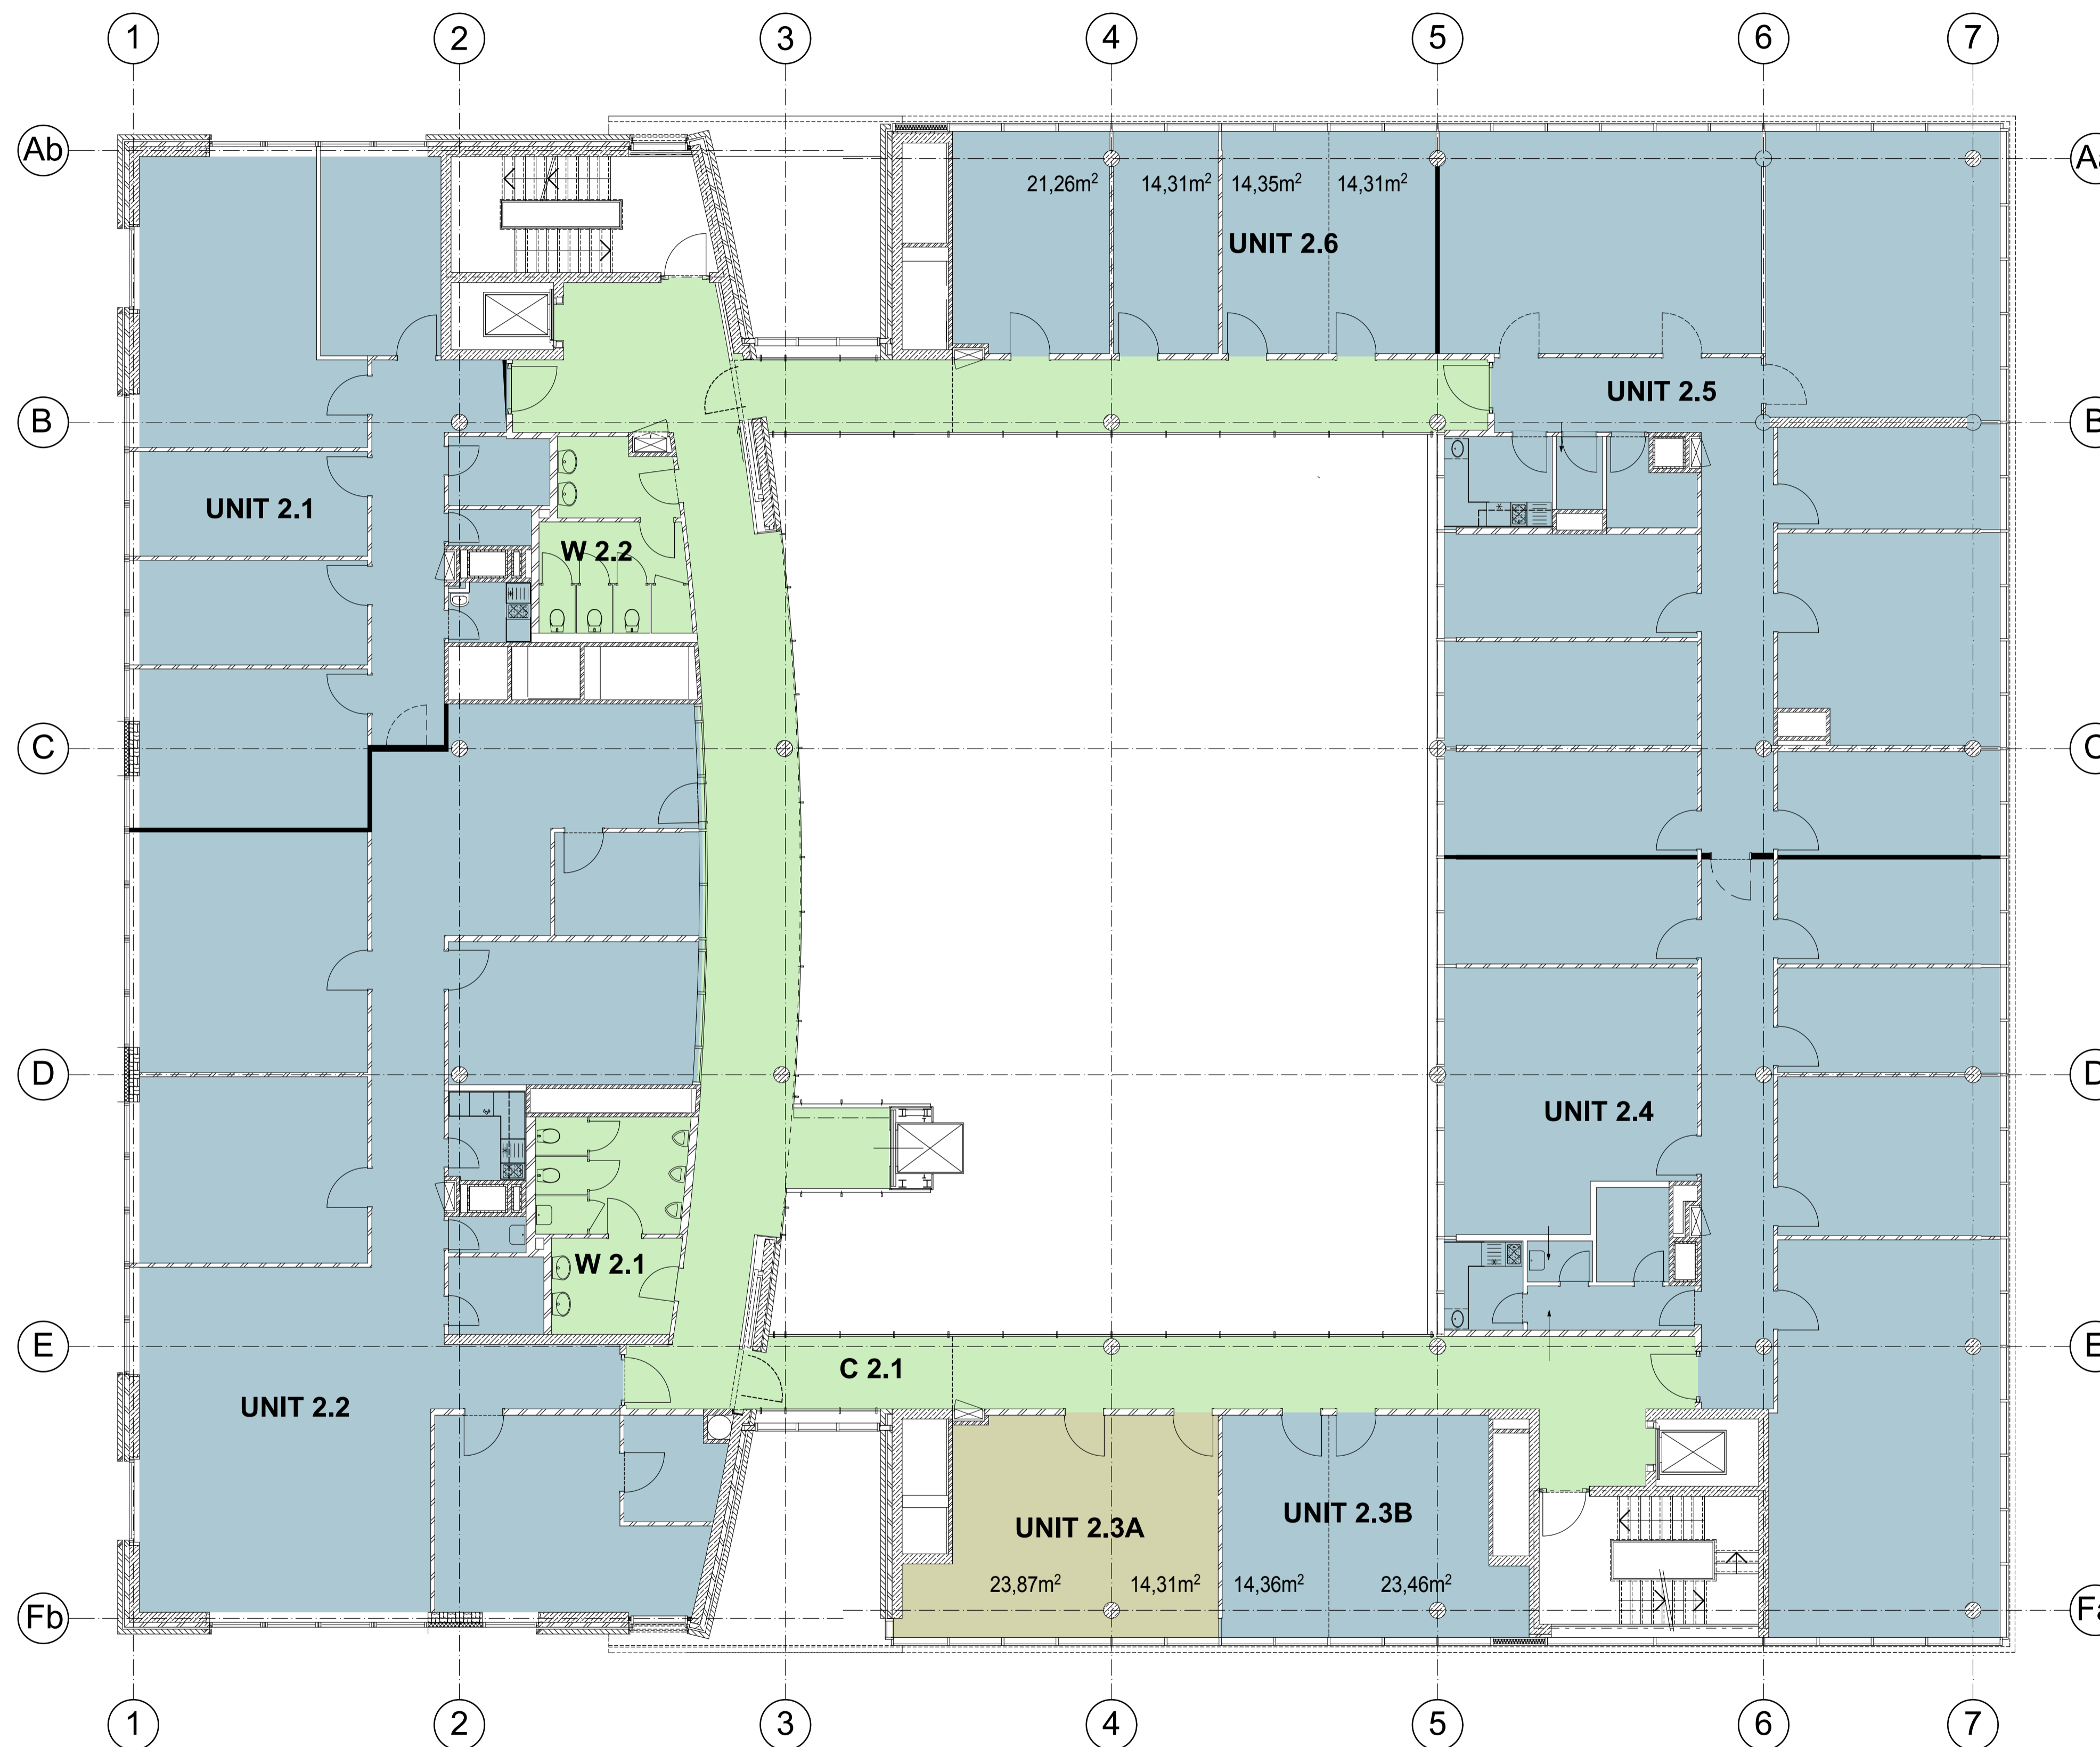 1 2 3 4 5 6 7
Ab
21,26m² 14,31m² 14,35m² 14,31m²
UNIT 2.6
UNIT 2.5
B B
UNIT 2.1
W 2.2
C C
D D
UNIT 2.4
W 2.1
E E
C 2.1
UNIT 2.2
UNIT 2.3B
UNIT 2.3A
23,87m² 14,31m² 14,36m² 23,46m²
Fb
1 2 3 4 5 6 7